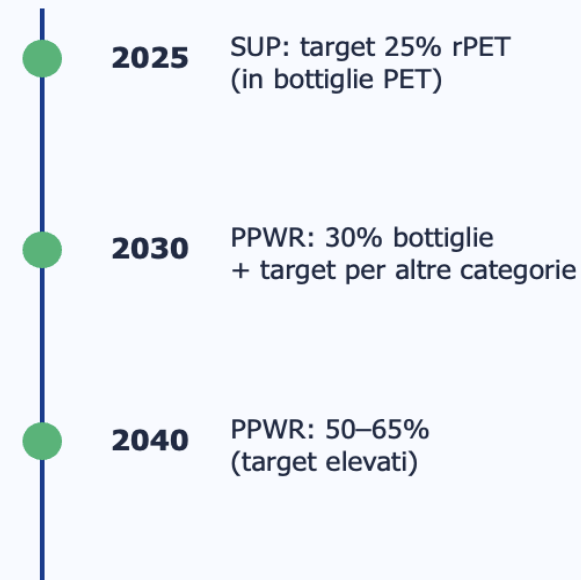 2025
SUP: target 25% rPET
(in bottiglie PET)
2030
PPWR: 30% bottiglie
+ target per altre categorie
2040
PPWR: 50–65%
(target elevati)